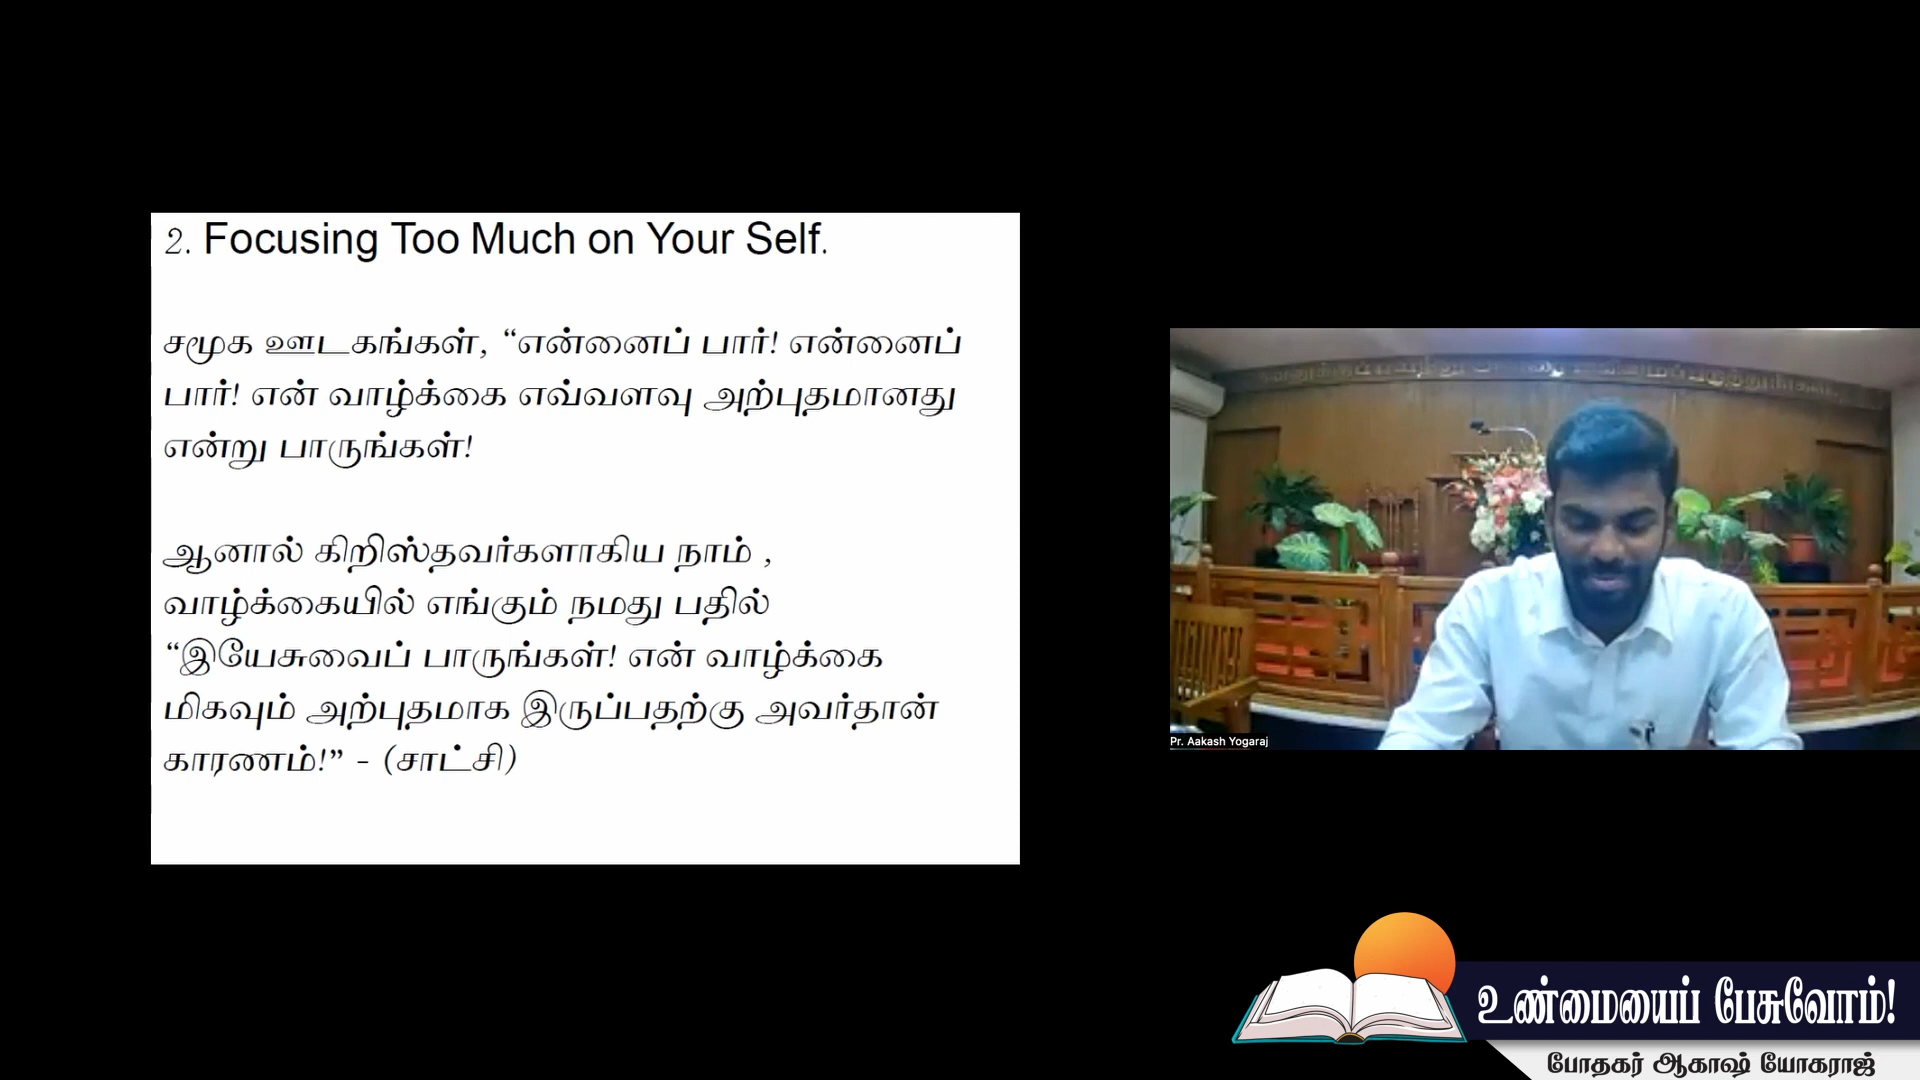 2. Focusing Too Much on Your Self.
சமூக ஊடகங்கள், “என்னைப் பார்! என்னைப்
பார்! என் வாழ்க்கை எவ்வளவு அற்புதமானது
என்று பாருங்கள்!
ஆனால் கிறிஸ்தவர்களாகிய நாம் ,
வாழ்க்கையில் எங்கும் நமது பதில்
“இயேசுவைப் பாருங்கள்! என் வாழ்க்கை
மிகவும் அற்புதமாக இருப்பதற்கு அவர்தான்
காரணம்!” - (சாட்சி)
Pr. Aakash Yogaraj
உண்மையைப் பேசுவோம்!
போதகர் ஆகாஷ் யோகராஜ்